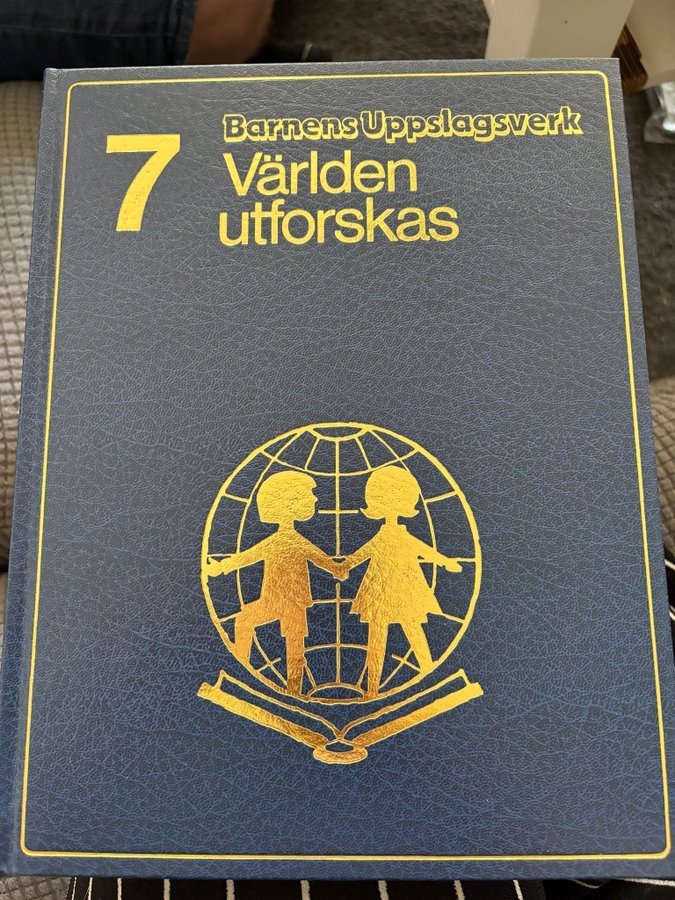 7
Barnens Uppslagsverk
Världen
utforskas